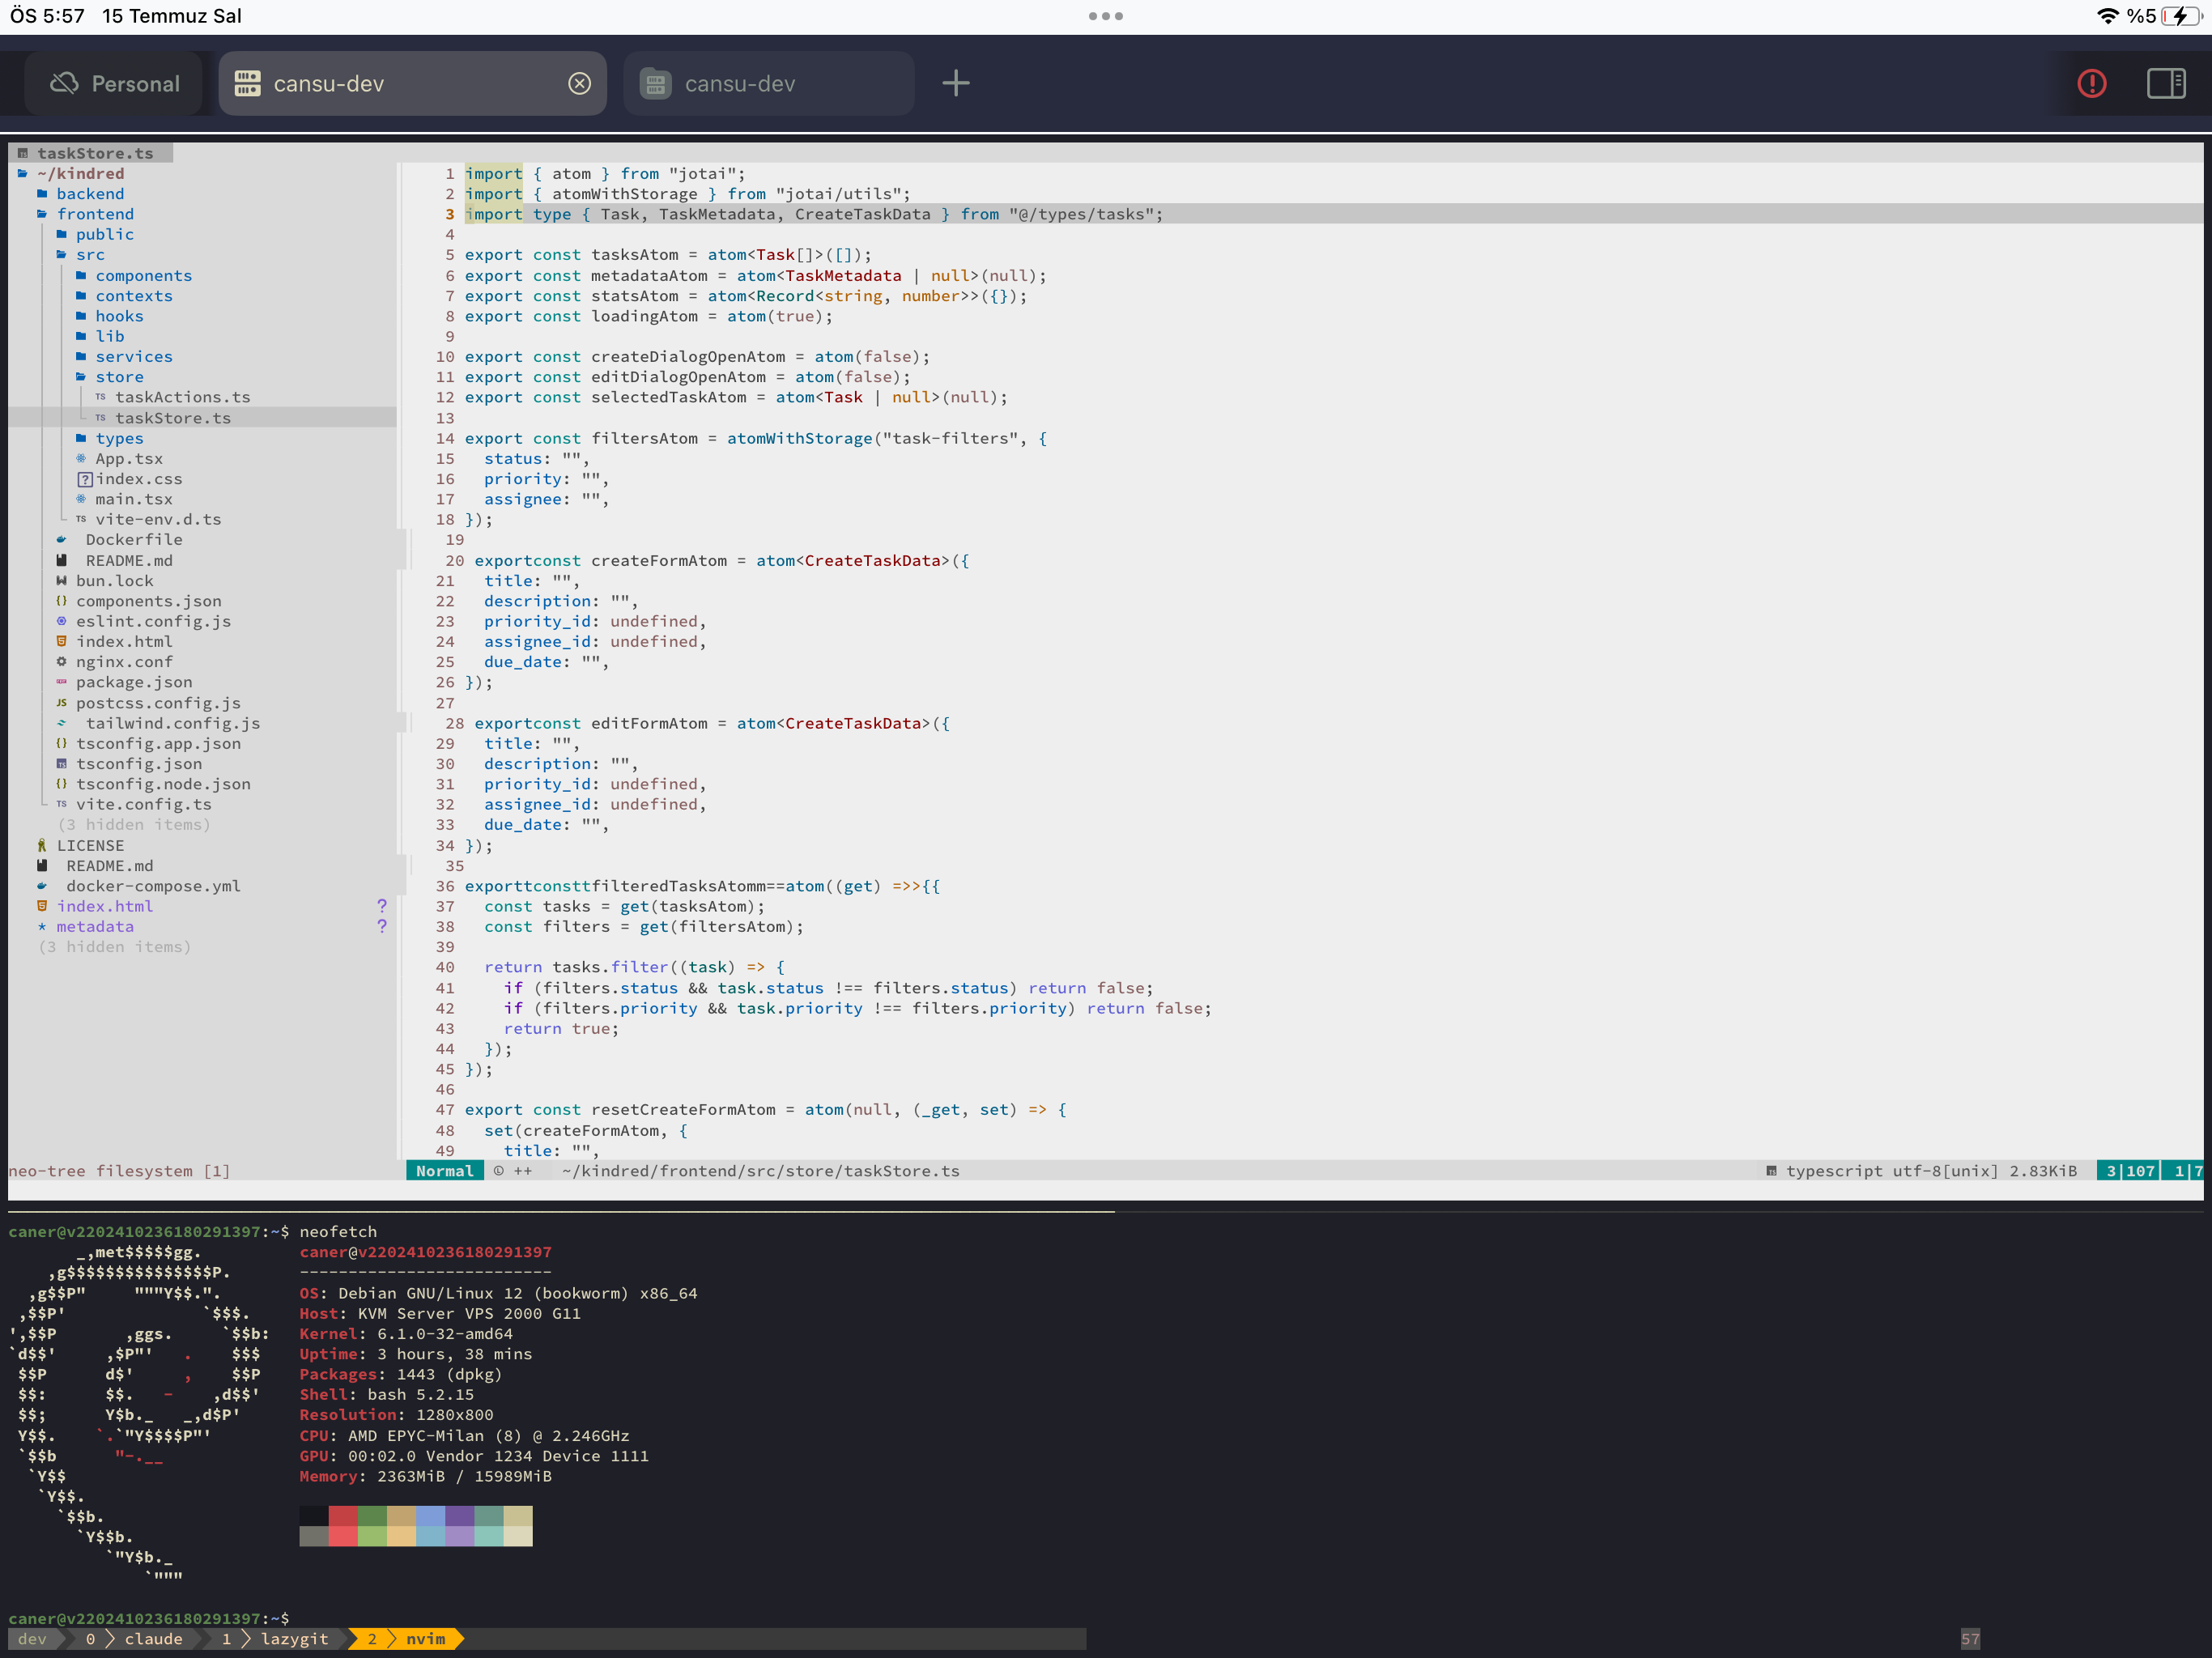 ÖS 5:57 15 Temmuz Sal %5
Personal
cansu-dev
cansu-dev
taskStore.ts
~/kindred
backend
frontend
public
src
components
contexts
hooks
lib
services
store
TS taskActions.ts
TS taskStore.ts
types
App.tsx
index.css
main.tsx
TS vite-env.d.ts
Dockerfile
README.md
bun.lock
{} components.json
eslint.config.js
index.html
nginx.conf
package.json
JS postcss.config.js
tailwind.config.js
{} tsconfig.app.json
tsconfig.json
{} tsconfig.node.json
TS vite.config.ts
(3 hidden items)
LICENSE
README.md
docker-compose.yml
index.html ?
* metadata ?
(3 hidden items)
neo-tree filesystem [1]
1 import { atom } from "jotai";
2 import { atomWithStorage } from "jotai/utils";
3 import type { Task, TaskMetadata, CreateTaskData } from "@/types/tasks";
4
5 export const tasksAtom = atom<Task[]>([]);
6 export const metadataAtom = atom<TaskMetadata | null>(null);
7 export const statsAtom = atom<Record<string, number>>({});
8 export const loadingAtom = atom(true);
9
10 export const createDialogOpenAtom = atom(false);
11 export const editDialogOpenAtom = atom(false);
12 export const selectedTaskAtom = atom<Task | null>(null);
13
14 export const filtersAtom = atomWithStorage("task-filters", {
15 status: "",
16 priority: "",
17 assignee: "",
18 });
19
20 exportconst createFormAtom = atom<CreateTaskData>({
21 title: "",
22 description: "",
23 priority_id: undefined,
24 assignee_id: undefined,
25 due_date: "",
26 });
27
28 exportconst editFormAtom = atom<CreateTaskData>({
29 title: "",
30 description: "",
31 priority_id: undefined,
32 assignee_id: undefined,
33 due_date: "",
34 });
35
36 exporttconsttfilteredTasksAtomm==atom((get) =>>{{
37 const tasks = get(tasksAtom);
38 const filters = get(filtersAtom);
39
40 return tasks.filter((task) => {
41 if (filters.status && task.status !== filters.status) return false;
42 if (filters.priority && task.priority !== filters.priority) return false;
43 return true;
44 });
45 });
46
47 export const resetCreateFormAtom = atom(null, (_get, set) => {
48 set(createFormAtom, {
49 title: "",
Normal ++ ~/kindred/frontend/src/store/taskStore.ts typescript utf-8[unix] 2.83KiB 3|107 1|7
caner@v2202410236180291397:~$ neofetch
_,met$$$$$gg.
,g$$$$$$$$$$$$$$$P.
,g$$P" """Y$$.".
,$$P' `$$$.
',$$P ,ggs. `$$b:
`d$$' ,$P"' . $$$
$$P d$' , $$P
$$: $$. - ,d$$'
$$; Y$b._ _,d$P'
Y$$. `.`"Y$$$$P"'
`$$b "-.__
`Y$$
`Y$$.
`$$b.
`Y$$b.
`"Y$b._
`"""
caner@v2202410236180291397
--------------------------
OS: Debian GNU/Linux 12 (bookworm) x86_64
Host: KVM Server VPS 2000 G11
Kernel: 6.1.0-32-amd64
Uptime: 3 hours, 38 mins
Packages: 1443 (dpkg)
Shell: bash 5.2.15
Resolution: 1280x800
CPU: AMD EPYC-Milan (8) @ 2.246GHz
GPU: 00:02.0 Vendor 1234 Device 1111
Memory: 2363MiB / 15989MiB
caner@v2202410236180291397:~$
dev 0 claude 1 lazygit 2 nvim 57